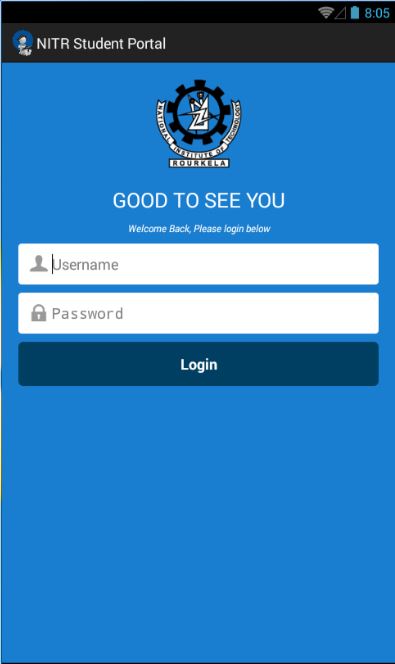 8:05
NITR Student Portal
NATIONAL INSTITUTE OF TECHNOLOGY
ROURKELA
GOOD TO SEE YOU
Welcome Back, Please login below
Username
Password
Login